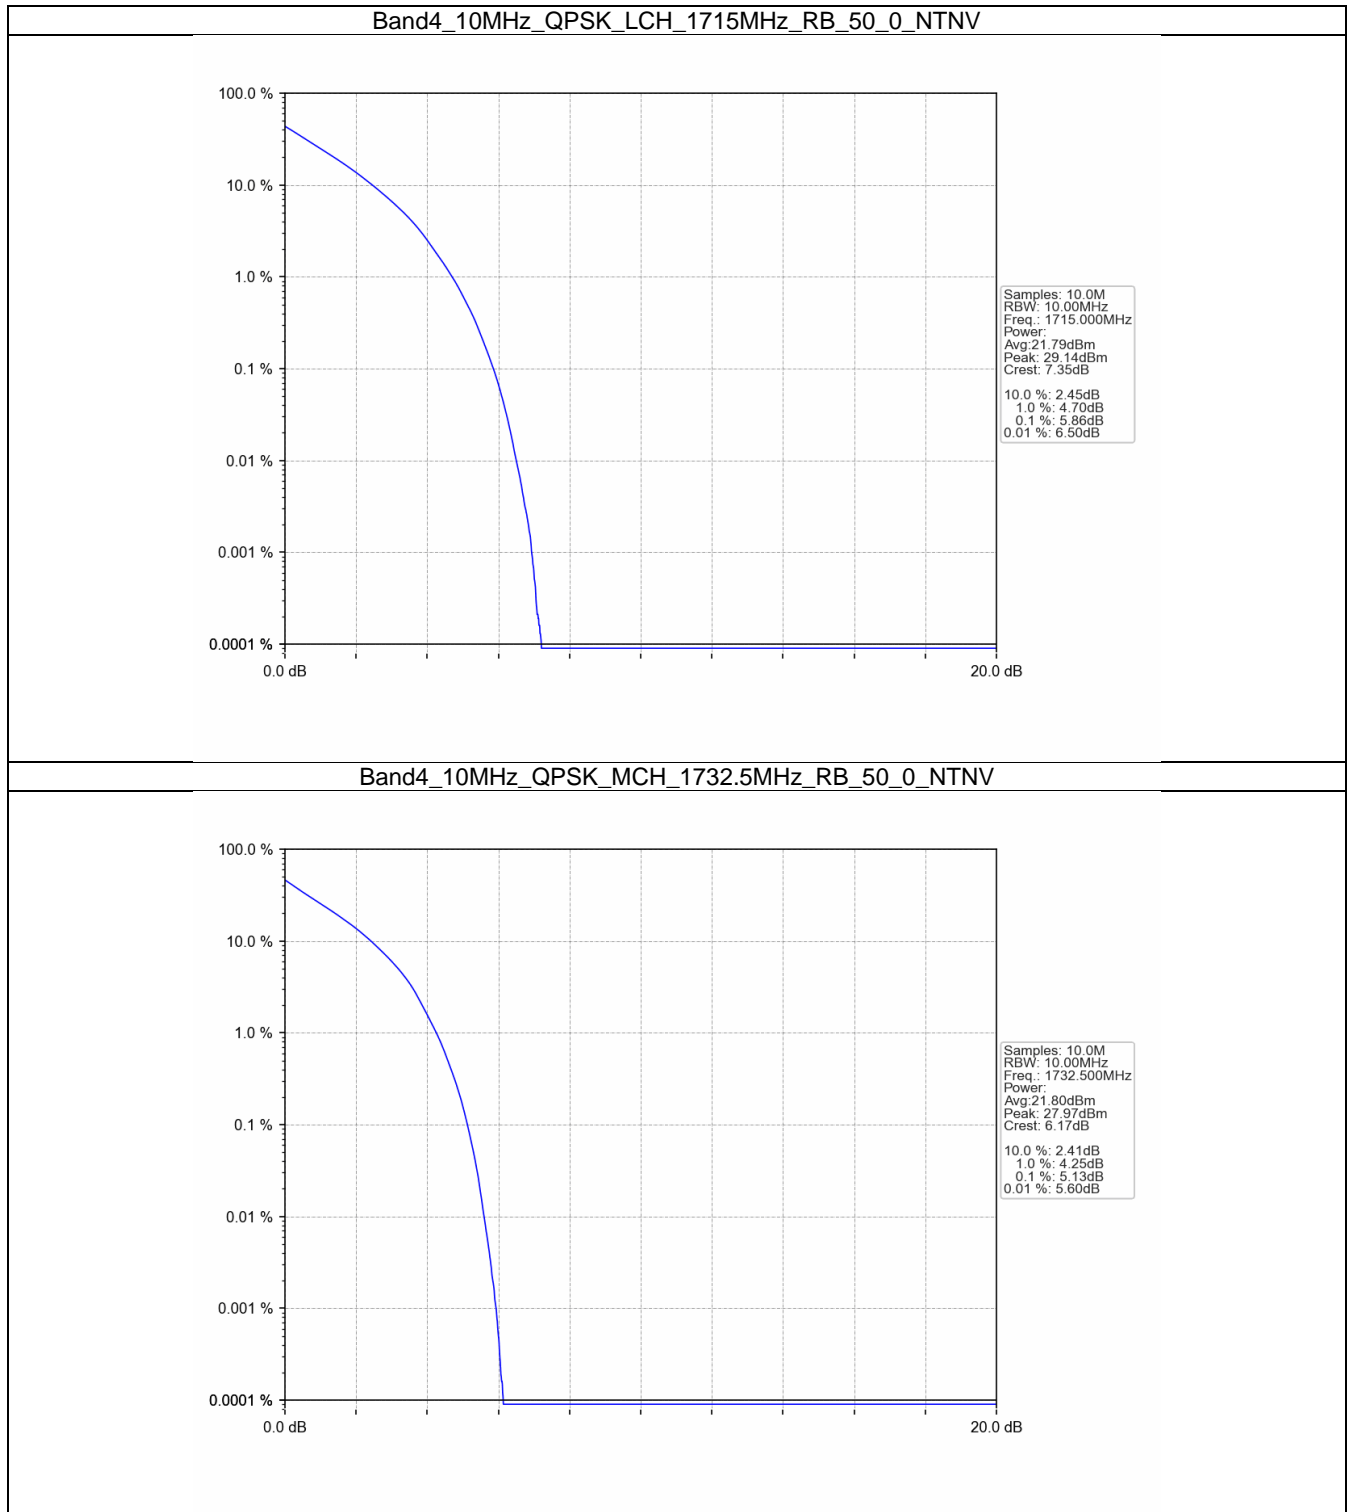 Band4_10MHz_QPSK_LCH_1715MHz_RB_50_0_NTNV
100.0 %
10.0 %
1.0 %
0.1 %
0.01 %
0.001 %
0.0001 %
0.0 dB
20.0 dB
Samples: 10.0M
RBW: 10.00MHz
Freq.: 1715.000MHz
Power:
Avg:21.79dBm
Peak: 29.14dBm
Crest: 7.35dB
10.0 %: 2.45dB
1.0 %: 4.70dB
0.1 %: 5.86dB
0.01 %: 6.50dB
Band4_10MHz_QPSK_MCH_1732.5MHz_RB_50_0_NTNV
100.0 %
10.0 %
1.0 %
0.1 %
0.01 %
0.001 %
0.0001 %
0.0 dB
20.0 dB
Samples: 10.0M
RBW: 10.00MHz
Freq.: 1732.500MHz
Power:
Avg:21.80dBm
Peak: 27.97dBm
Crest: 6.17dB
10.0 %: 2.41dB
1.0 %: 4.25dB
0.1 %: 5.13dB
0.01 %: 5.60dB